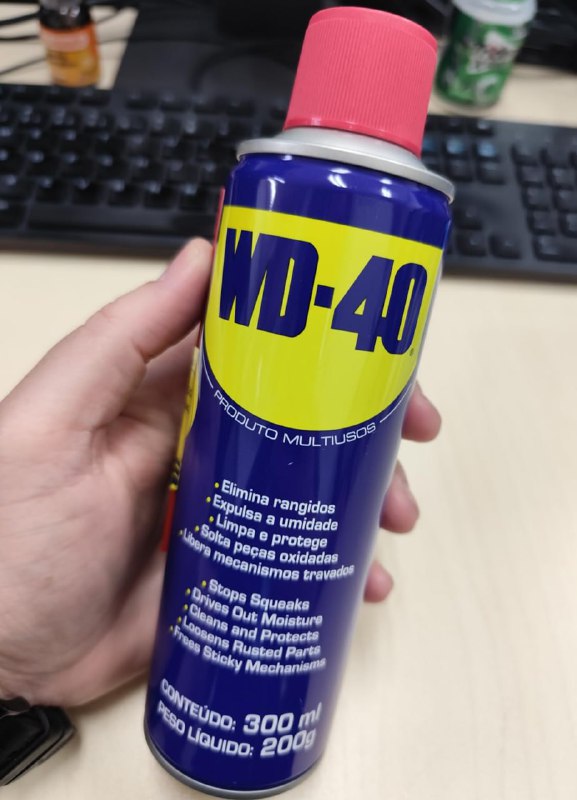 WD-40
PRODUTO MULTIUSOS
• Elimina rangidos
• Expulsa a umidade
• Limpa e protege
• Solta peças oxidadas
• Libera mecanismos travados
• Stops Squeaks
• Drives Out Moisture
• Cleans and Protects
• Loosens Rusted Parts
• Frees Sticky Mechanisms
CONTEÚDO: 300 ml
PESO LÍQUIDO: 200g